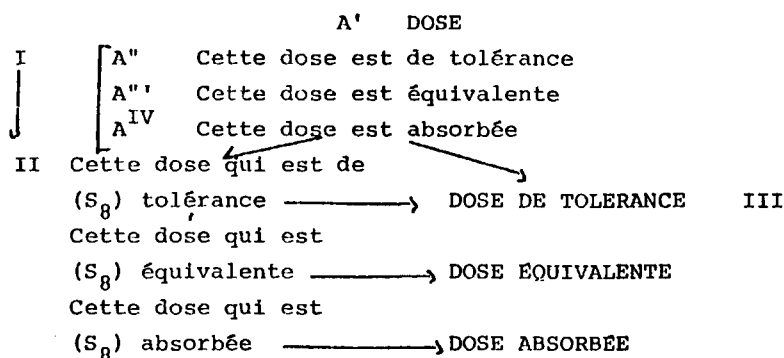 A' DOSE
I A" Cette dose est de tolérance
A"' Cette dose est équivalente
A^IV Cette dose est absorbée
II Cette dose qui est de
(S8) tolérance DOSE DE TOLERANCE III
Cette dose qui est
(S8) équivalente DOSE ÉQUIVALENTE
Cette dose qui est
(S8) absorbée DOSE ABSORBÉE